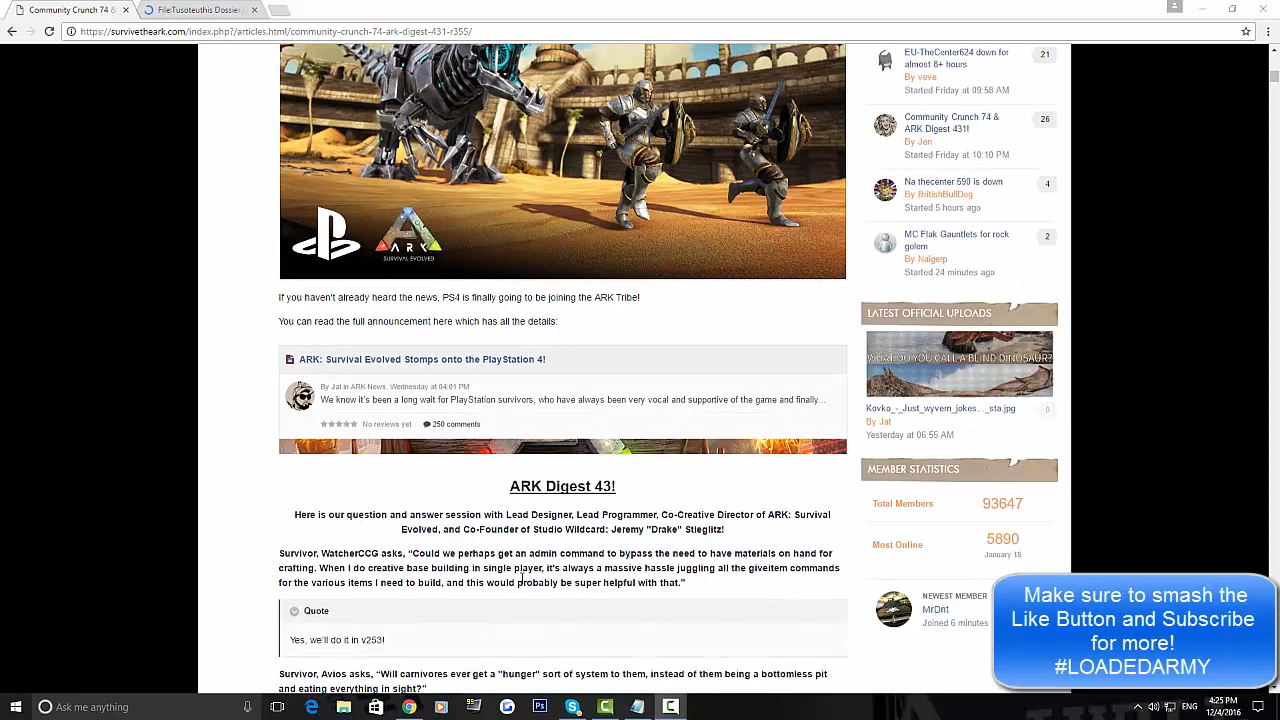 Community Crunch 74 &
File:Tusoteuthis Dossier.j
https://survivetheark.com/index.php?/articles.html/community-crunch-74-ark-digest-431-r355/
ARK
SURVIVAL EVOLVED
If you haven't already heard the news, PS4 is finally going to be joining the ARK Tribe!
You can read the full announcement here which has all the details:
ARK: Survival Evolved Stomps onto the PlayStation 4!
By Jat in ARK News, Wednesday at 04:01 PM
We know it's been a long wait for PlayStation survivors, who have always been very vocal and supportive of the game and finally...
No reviews yet
250 comments
ARK Digest 43!
Here is our question and answer session with Lead Designer, Lead Programmer, Co-Creative Director of ARK: Survival
Evolved, and Co-Founder of Studio Wildcard: Jeremy "Drake" Stieglitz!
Survivor, WatcherCCG asks, “Could we perhaps get an admin command to bypass the need to have materials on hand for
crafting. When I do creative base building in single player, it's always a massive hassle juggling all the giveitem commands
for the various items I need to build, and this would probably be super helpful with that.”
Quote
Yes, we'll do it in v253!
Survivor, Avios asks, “Will carnivores ever get a "hunger" sort of system to them, instead of them being a bottomless pit
and eating everything in sight?”
EU-TheCenter624 down for
almost 8+ hours
21
By veve
Started Friday at 09:58 AM
Community Crunch 74 &
ARK Digest 431!
26
By Jen
Started Friday at 10:10 PM
Na thecenter 590 is down
4
By BritishBullDog
Started 5 hours ago
MC Flak Gauntlets for rock
golem
2
By Naigerp
Started 24 minutes ago
LATEST OFFICIAL UPLOADS
WHAT DO YOU CALL A BLIND DINOSAUR?
Kovko_-_Just_wyvern_jokes..._sta.jpg
0
By Jat
Yesterday at 06:55 AM
MEMBER STATISTICS
Total Members
93647
Most Online
5890
January 15
NEWEST MEMBER
MrDnt
Joined 6 minutes
Make sure to smash the
Like Button and Subscribe
for more!
#LOADEDARMY
Ask me anything
ENG
4:25 PM
12/4/2016